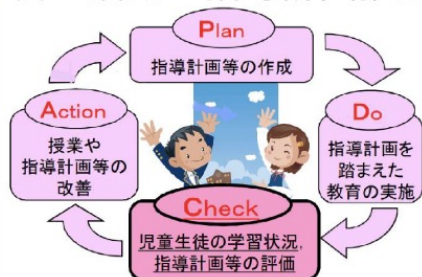 Plan
指導計画等の作成
Do
指導計画を
踏まえた
教育の実施
Check
児童生徒の学習状況,
指導計画等の評価
Action
授業や
指導計画等の
改善